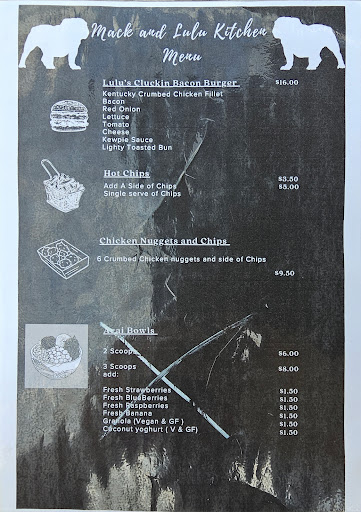 Mack and Lulu Kitchen
Menu
Lulu's Cluckin Bacon Burger $16.00
Kentucky Crumbed Chicken Fillet
Bacon
Red Onion
Lettuce
Tomato
Cheese
Kewpie Sauce
Lighty Toasted Bun
Hot Chips
Add A Side of Chips $3.50
Single serve of Chips $8.00
Chicken Nuggets and Chips
6 Crumbed Chicken nuggets and side of Chips
$9.50
Acai Bowls
2 Scoops $6.00
3 Scoops $8.00
add:
Fresh Strawberries $1.50
Fresh BlueBerries $1.50
Fresh Raspberries $1.50
Fresh Banana $1.50
Granola (Vegan & GF ) $1.50
Coconut yoghurt ( V & GF) $1.50